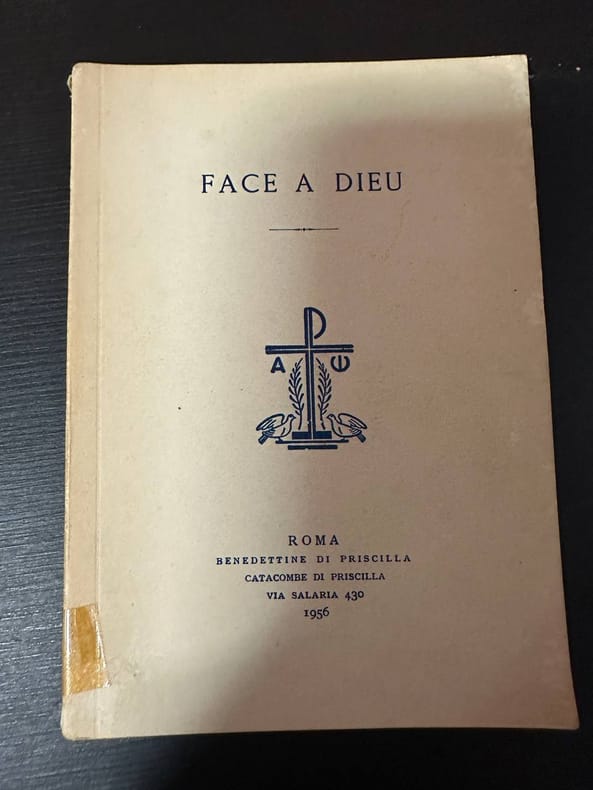 FACE A DIEU
Α ω
ROMA
BENEDETTINE DI PRISCILLA
CATACOMBE DI PRISCILLA
VIA SALARIA 430
1956